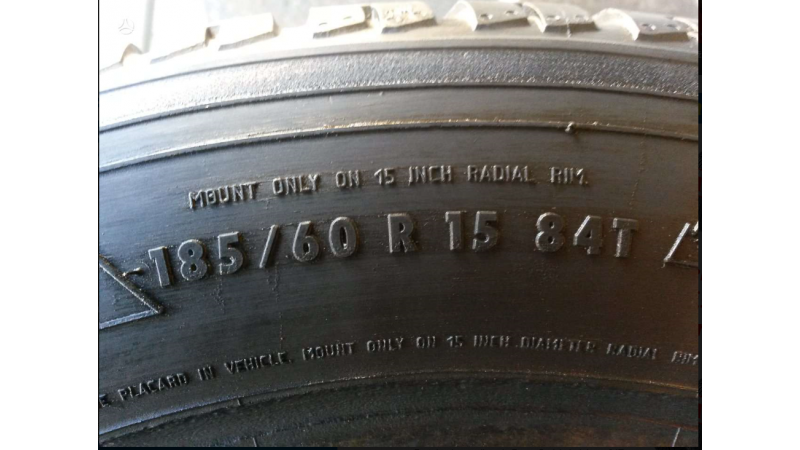 MOUNT ONLY ON 15 INCH RADIAL RIM.
185/60 R 15 84T
E PLACARD IN VEHICLE. MOUNT ONLY ON 15 INCH DIAMETER RADIAL RIM